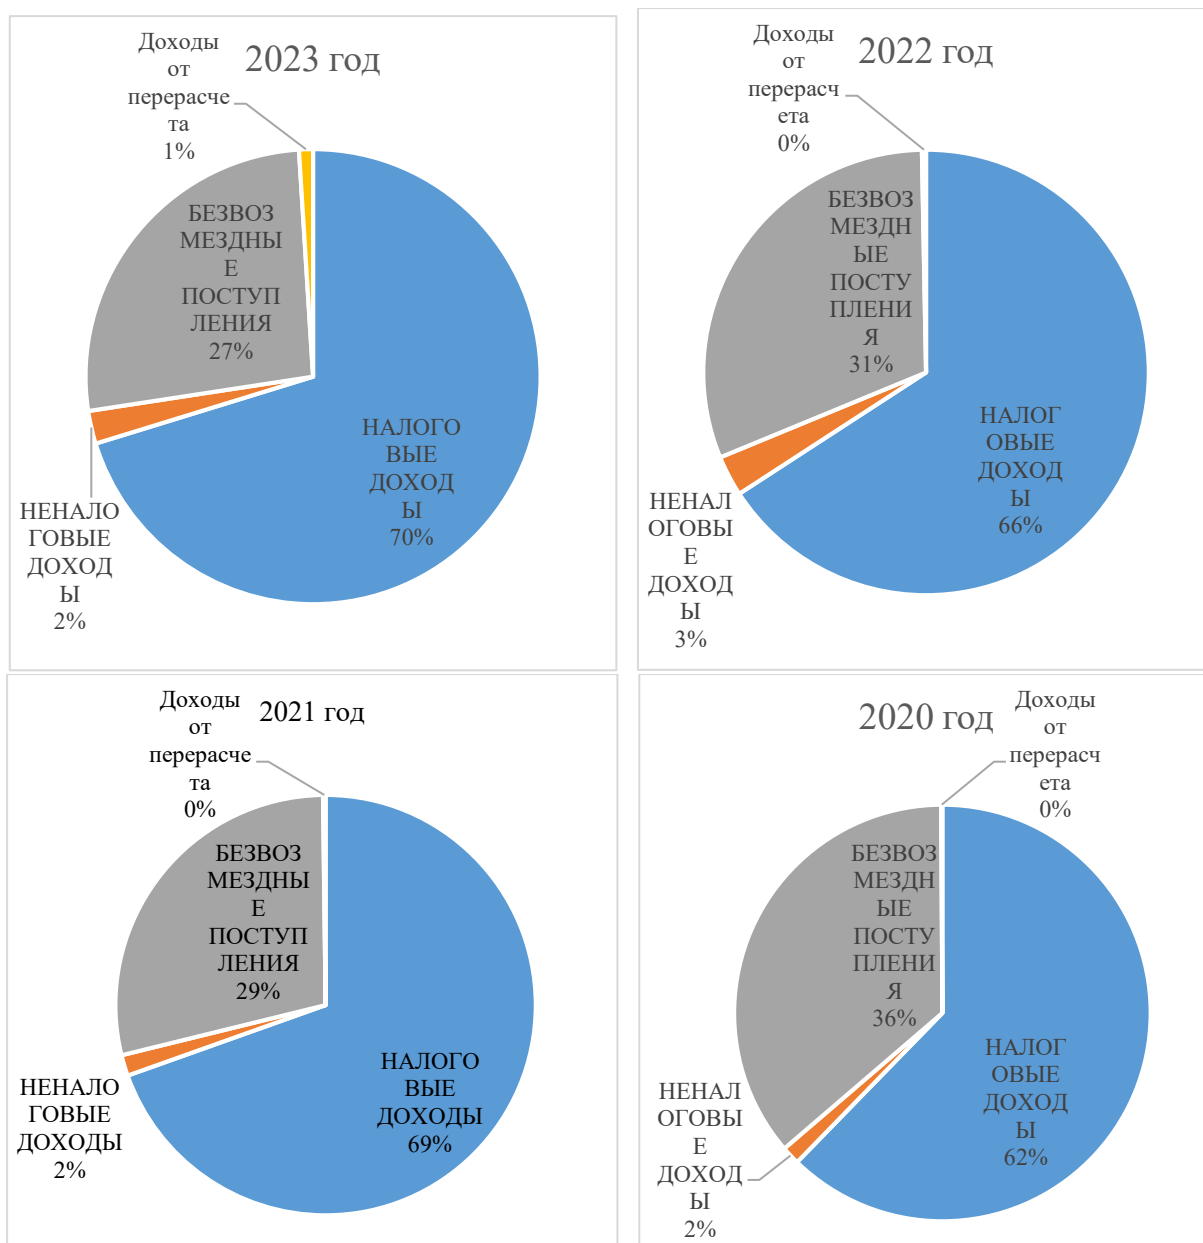 2023 год
Доходы
от
перерасче
та
1%
БЕЗВОЗ
МЕЗДНЫ
Е
ПОСТУП
ЛЕНИЯ
27%
НАЛОГО
ВЫЕ
ДОХОД
Ы
70%
НЕНАЛО
ГОВЫЕ
ДОХОД
Ы
2%
2022 год
Доходы
от
перерасч
ета
0%
БЕЗВОЗ
МЕЗДН
ЫЕ
ПОСТУ
ПЛЕНИ
Я
31%
НАЛОГ
ОВЫЕ
ДОХОД
Ы
66%
НЕНАЛ
ОГОВЫ
Е
ДОХОД
Ы
3%
2021 год
Доходы
от
перерасче
та
0%
БЕЗВОЗ
МЕЗДНЫ
Е
ПОСТУП
ЛЕНИЯ
29%
НАЛОГО
ВЫЕ
ДОХОДЫ
69%
НЕНАЛО
ГОВЫЕ
ДОХОДЫ
2%
2020 год
Доходы
от
перерасч
ета
0%
БЕЗВОЗ
МЕЗДН
ЫЕ
ПОСТУ
ПЛЕНИ
Я
36%
НАЛОГ
ОВЫЕ
ДОХОД
Ы
62%
НЕНАЛ
ОГОВЫ
Е
ДОХОД
Ы
2%